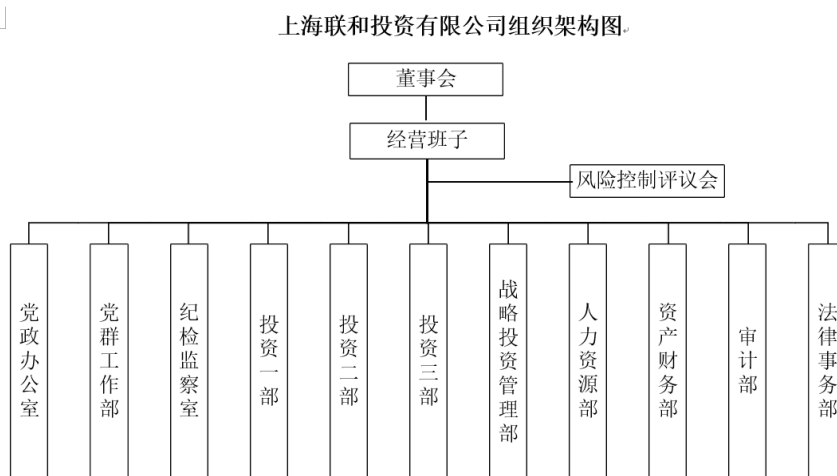 上海联和投资有限公司组织架构图
董事会
经营班子
风险控制评议会
党政办公室
党群工作部
纪检监察室
投资一部
投资二部
投资三部
战略投资管理部
人力资源部
资产财务部
审计部
法律事务部